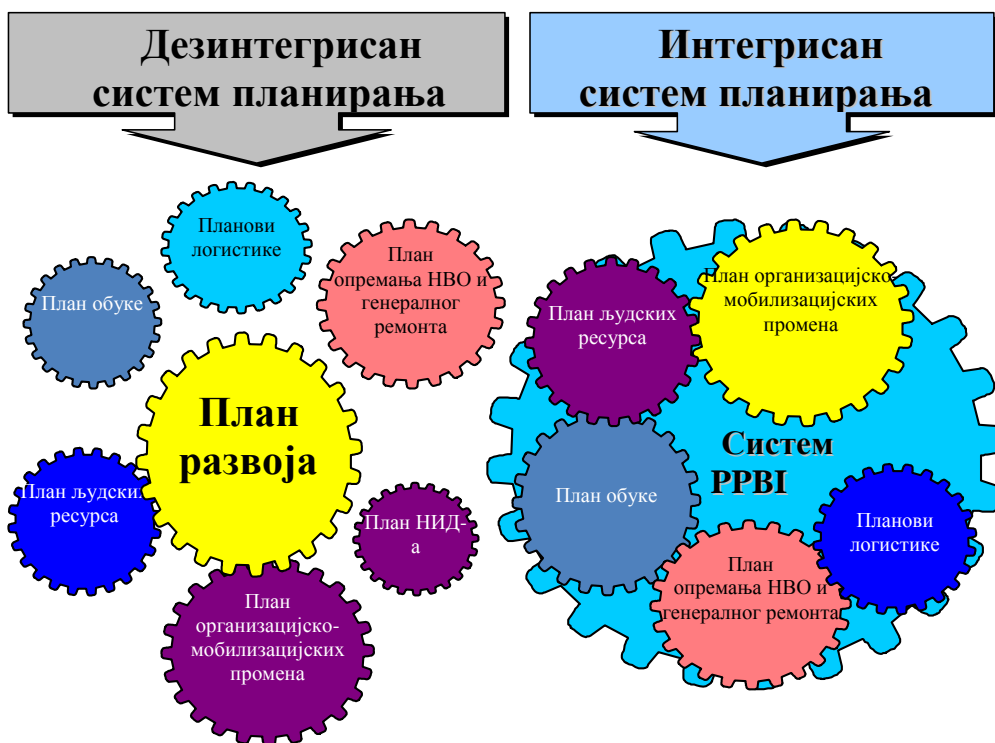 Дезинтегрисан
систем планирања
Интегрисан
систем планирања
Планови
логистике
План
опремања НВО и
генералног
ремонта
План обуке
План
развоја
План људских
ресурса
План НИД-
а
План
организацијско-
мобилизацијских
промена
План организацијско-
мобилизацијских
промена
План људских
ресурса
Систем
PPBI
План обуке
Планови
логистике
План
опремања НВО и
генералног ремонта